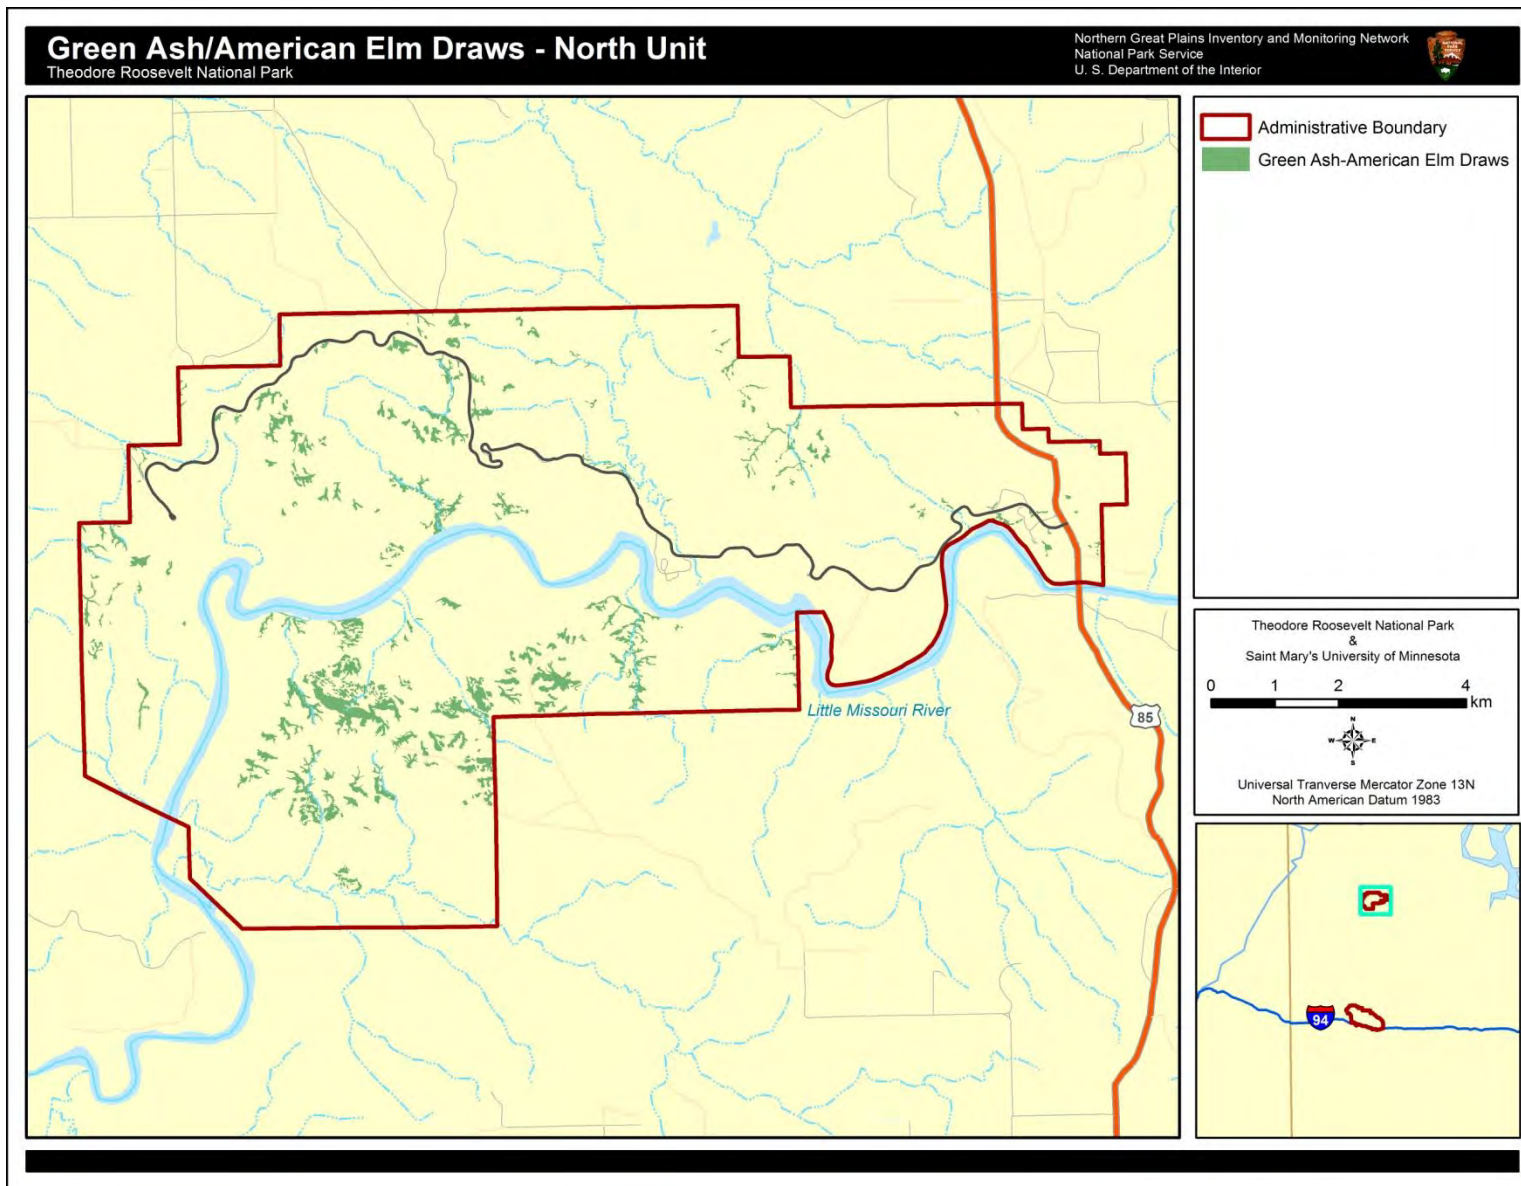 Green Ash/American Elm Draws - North Unit
Theodore Roosevelt National Park
Northern Great Plains Inventory and Monitoring Network
National Park Service
U. S. Department of the Interior
Administrative Boundary
Green Ash-American Elm Draws
Little Missouri River
85
Theodore Roosevelt National Park
&
Saint Mary's University of Minnesota
0 1 2 4
km
N
W E
S
Universal Tranverse Mercator Zone 13N
North American Datum 1983
94